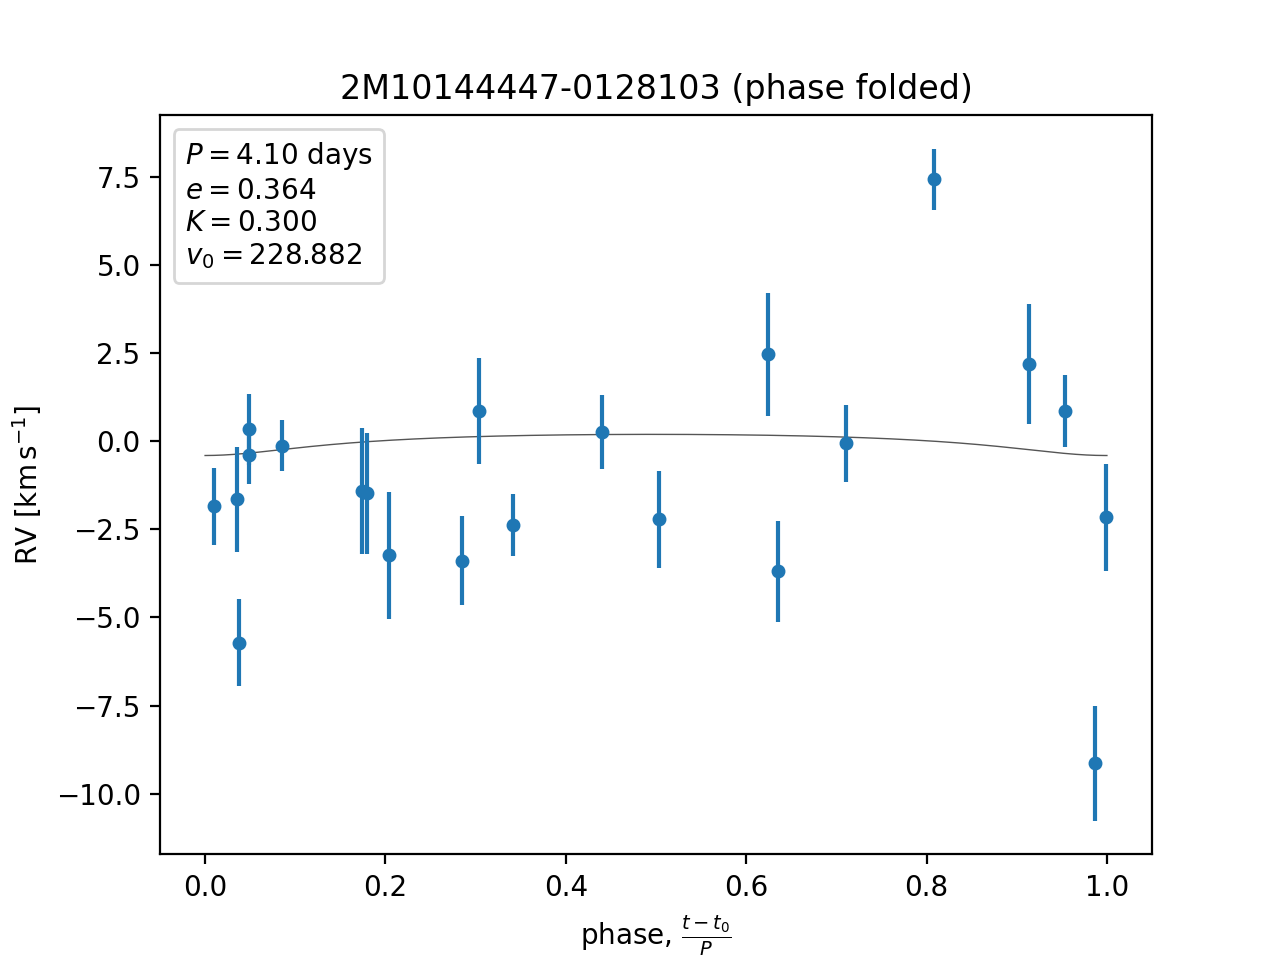 2M10144447-0128103 (phase folded)
P = 4.10 days
e = 0.364
K = 0.300
v₀ = 228.882
7.5
5.0
2.5
0.0
−2.5
−5.0
−7.5
−10.0
RV [km s⁻¹]
0.0 0.2 0.4 0.6 0.8 1.0
phase, (t − t₀)/P